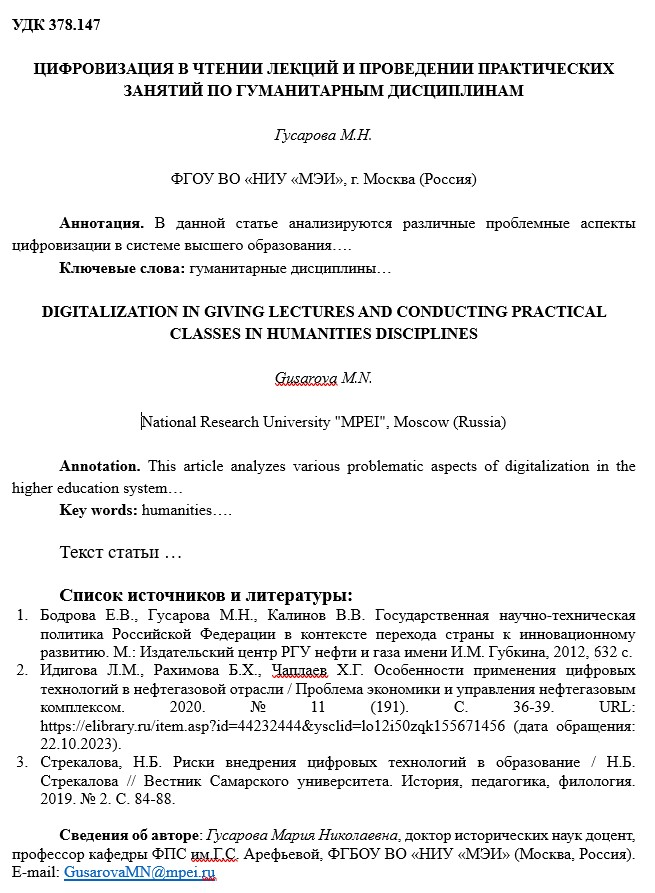 УДК 378.147
ЦИФРОВИЗАЦИЯ В ЧТЕНИИ ЛЕКЦИЙ И ПРОВЕДЕНИИ ПРАКТИЧЕСКИХ
ЗАНЯТИЙ ПО ГУМАНИТАРНЫМ ДИСЦИПЛИНАМ
Гусарова М.Н.
ФГОУ ВО «НИУ «МЭИ», г. Москва (Россия)
Аннотация. В данной статье анализируются различные проблемные аспекты
цифровизации в системе высшего образования….
Ключевые слова: гуманитарные дисциплины…
DIGITALIZATION IN GIVING LECTURES AND CONDUCTING PRACTICAL
CLASSES IN HUMANITIES DISCIPLINES
Gusarova M.N.
National Research University "MPEI", Moscow (Russia)
Annotation. This article analyzes various problematic aspects of digitalization in the
higher education system…
Key words: humanities….
Текст статьи …
Список источников и литературы:
1. Бодрова Е.В., Гусарова М.Н., Калинов В.В. Государственная научно-техническая
политика Российской Федерации в контексте перехода страны к инновационному
развитию. М.: Издательский центр РГУ нефти и газа имени И.М. Губкина, 2012, 632 с.
2. Идигова Л.М., Рахимова Б.Х., Чаплаев Х.Г. Особенности применения цифровых
технологий в нефтегазовой отрасли / Проблема экономики и управления нефтегазовым
комплексом. 2020. № 11 (191). С. 36-39. URL:
https://elibrary.ru/item.asp?id=44232444&ysclid=lo12i50zqk155671456 (дата обращения:
22.10.2023).
3. Стрекалова, Н.Б. Риски внедрения цифровых технологий в образование / Н.Б.
Стрекалова // Вестник Самарского университета. История, педагогика, филология.
2019. № 2. С. 84-88.
Сведения об авторе: Гусарова Мария Николаевна, доктор исторических наук доцент,
профессор кафедры ФПС им.Г.С. Арефьевой, ФГБОУ ВО «НИУ «МЭИ» (Москва, Россия).
E-mail: GusarovaMN@mpei.ru